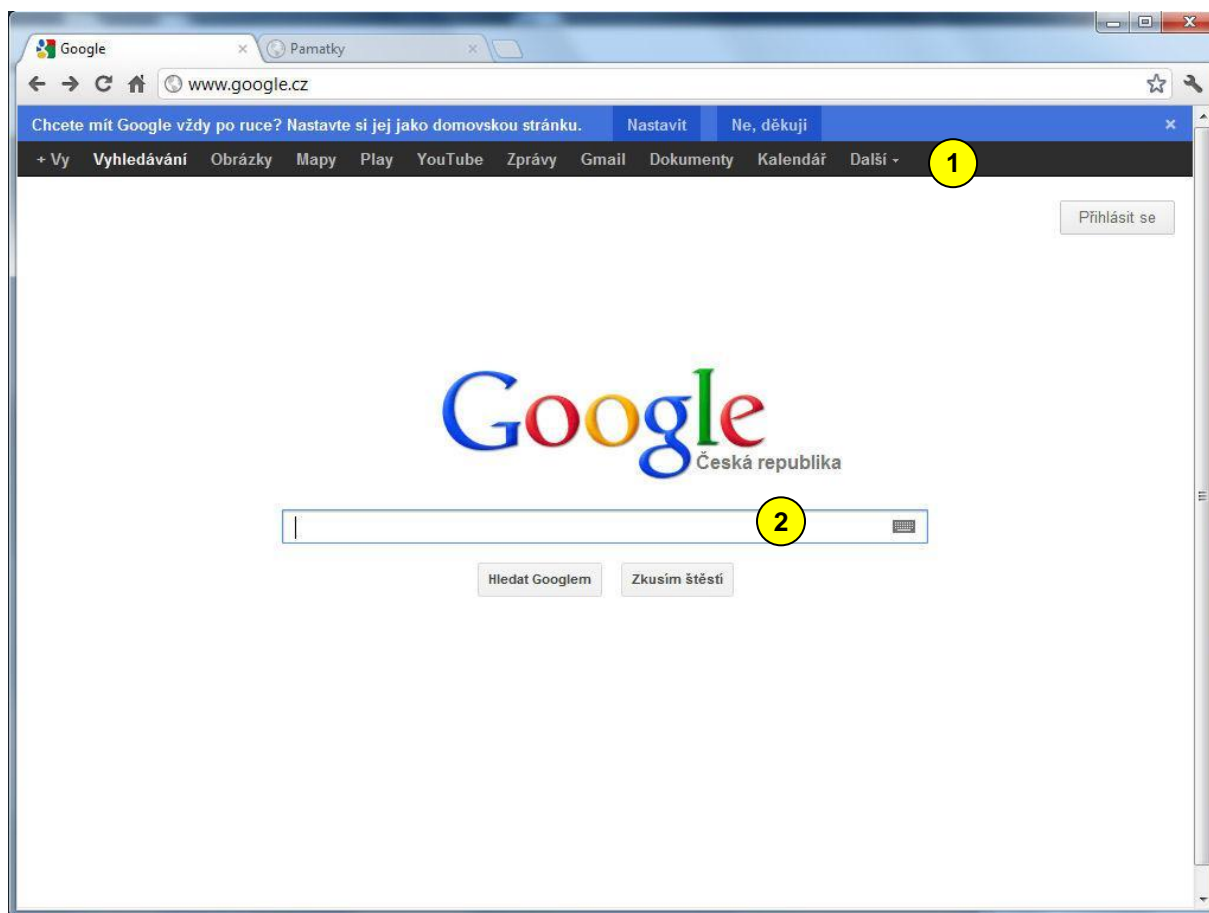 Google
Pamatky
www.google.cz
Chcete mít Google vždy po ruce? Nastavte si jej jako domovskou stránku. Nastavit Ne, děkuji
+ Vy Vyhledávání Obrázky Mapy Play YouTube Zprávy Gmail Dokumenty Kalendář Další
1
Přihlásit se
Google
Česká republika
2
Hledat Googlem Zkusím štěstí